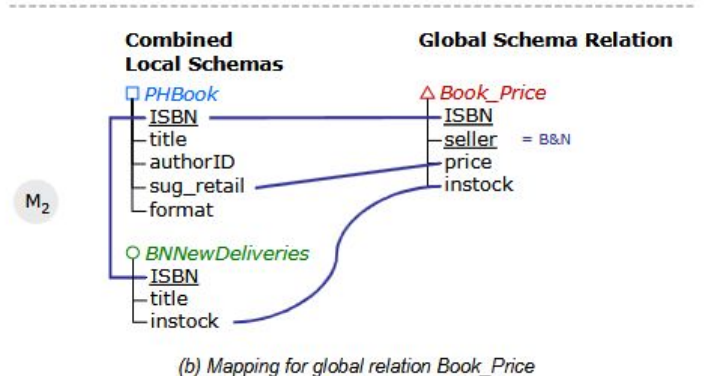 Combined
Local Schemas
Global Schema Relation
PHBook
ISBN
title
authorID
sug_retail
format
Book_Price
ISBN
seller = B&N
price
instock
M2
BNNewDeliveries
ISBN
title
instock
(b) Mapping for global relation Book_Price